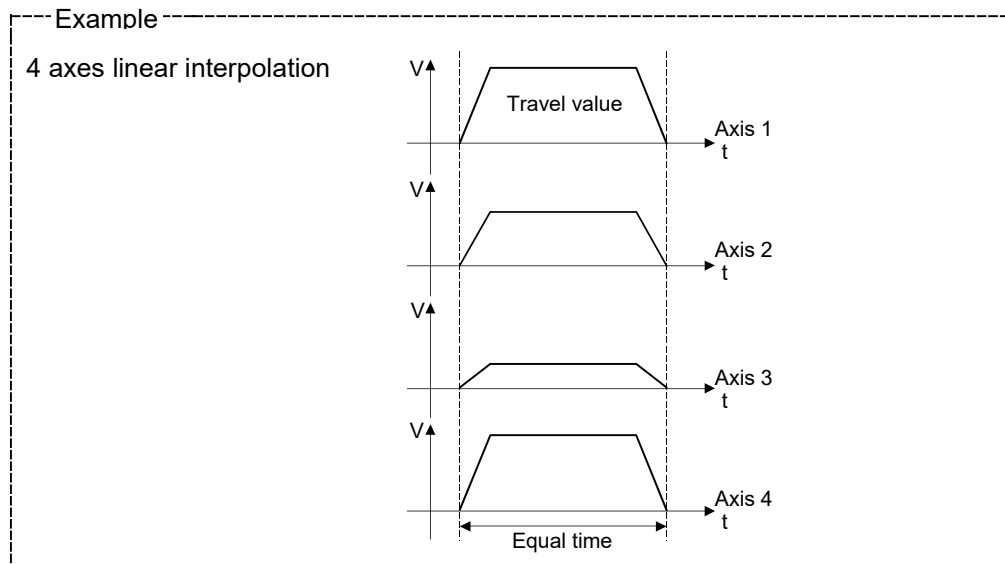 Example
4 axes linear interpolation
V
Travel value
Axis 1
t
V
Axis 2
t
V
Axis 3
t
V
Axis 4
t
Equal time